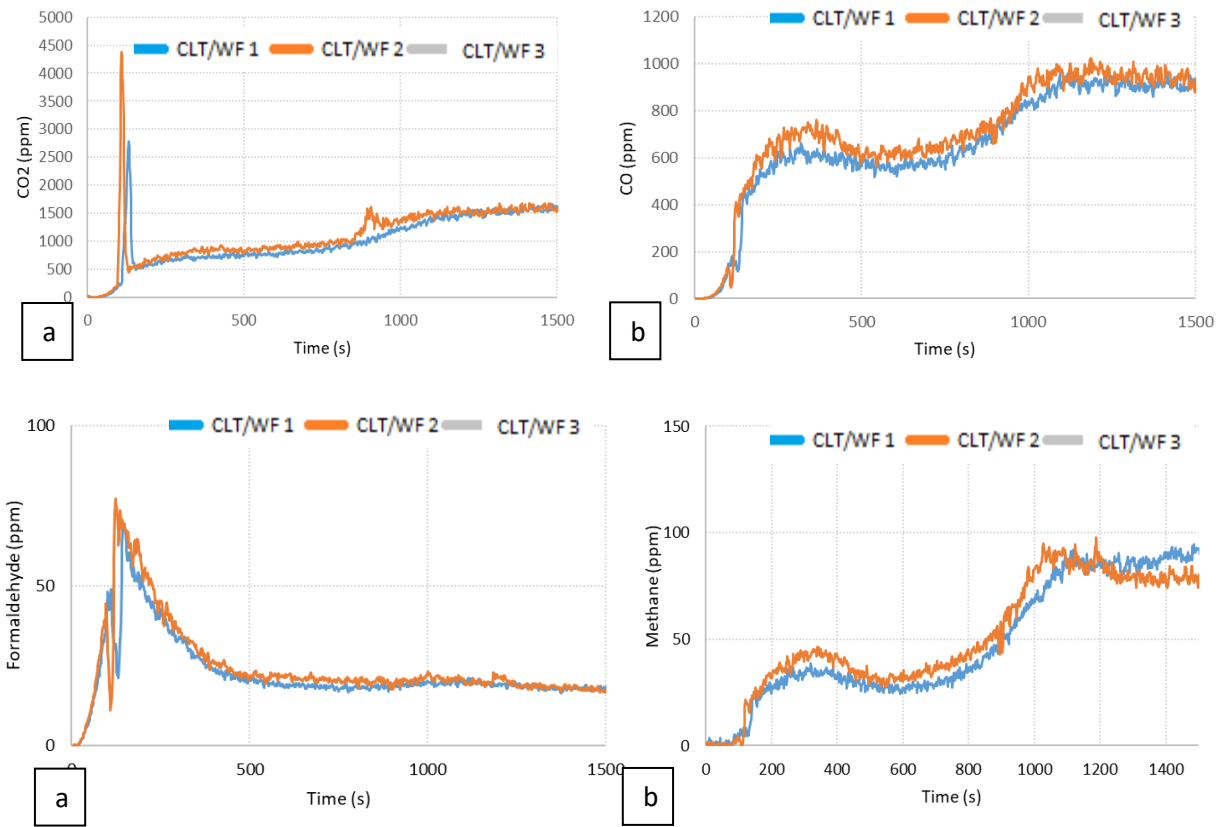 5000
4500
4000
3500
3000
2500
2000
1500
1000
500
0
CO2 (ppm)
CLT/WF 1 CLT/WF 2 CLT/WF 3
0 500 1000 1500
Time (s)
a
1200
1000
800
600
400
200
0
CO (ppm)
CLT/WF 1 CLT/WF 2 CLT/WF 3
0 500 1000 1500
Time (s)
b
100
50
0
Formaldehyde (ppm)
CLT/WF 1 CLT/WF 2 CLT/WF 3
0 500 1000 1500
Time (s)
a
150
100
50
0
Methane (ppm)
CLT/WF 1 CLT/WF 2 CLT/WF 3
0 200 400 600 800 1000 1200 1400
Time (s)
b